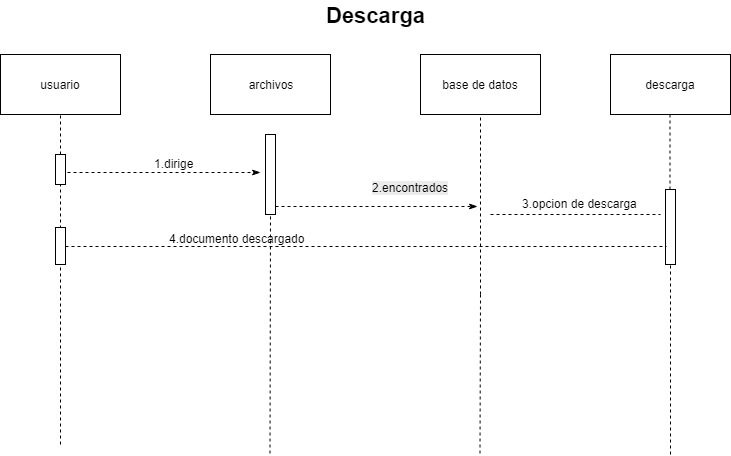 Descarga
usuario
archivos
base de datos
descarga
1.dirige
2.encontrados
3.opcion de descarga
4.documento descargado